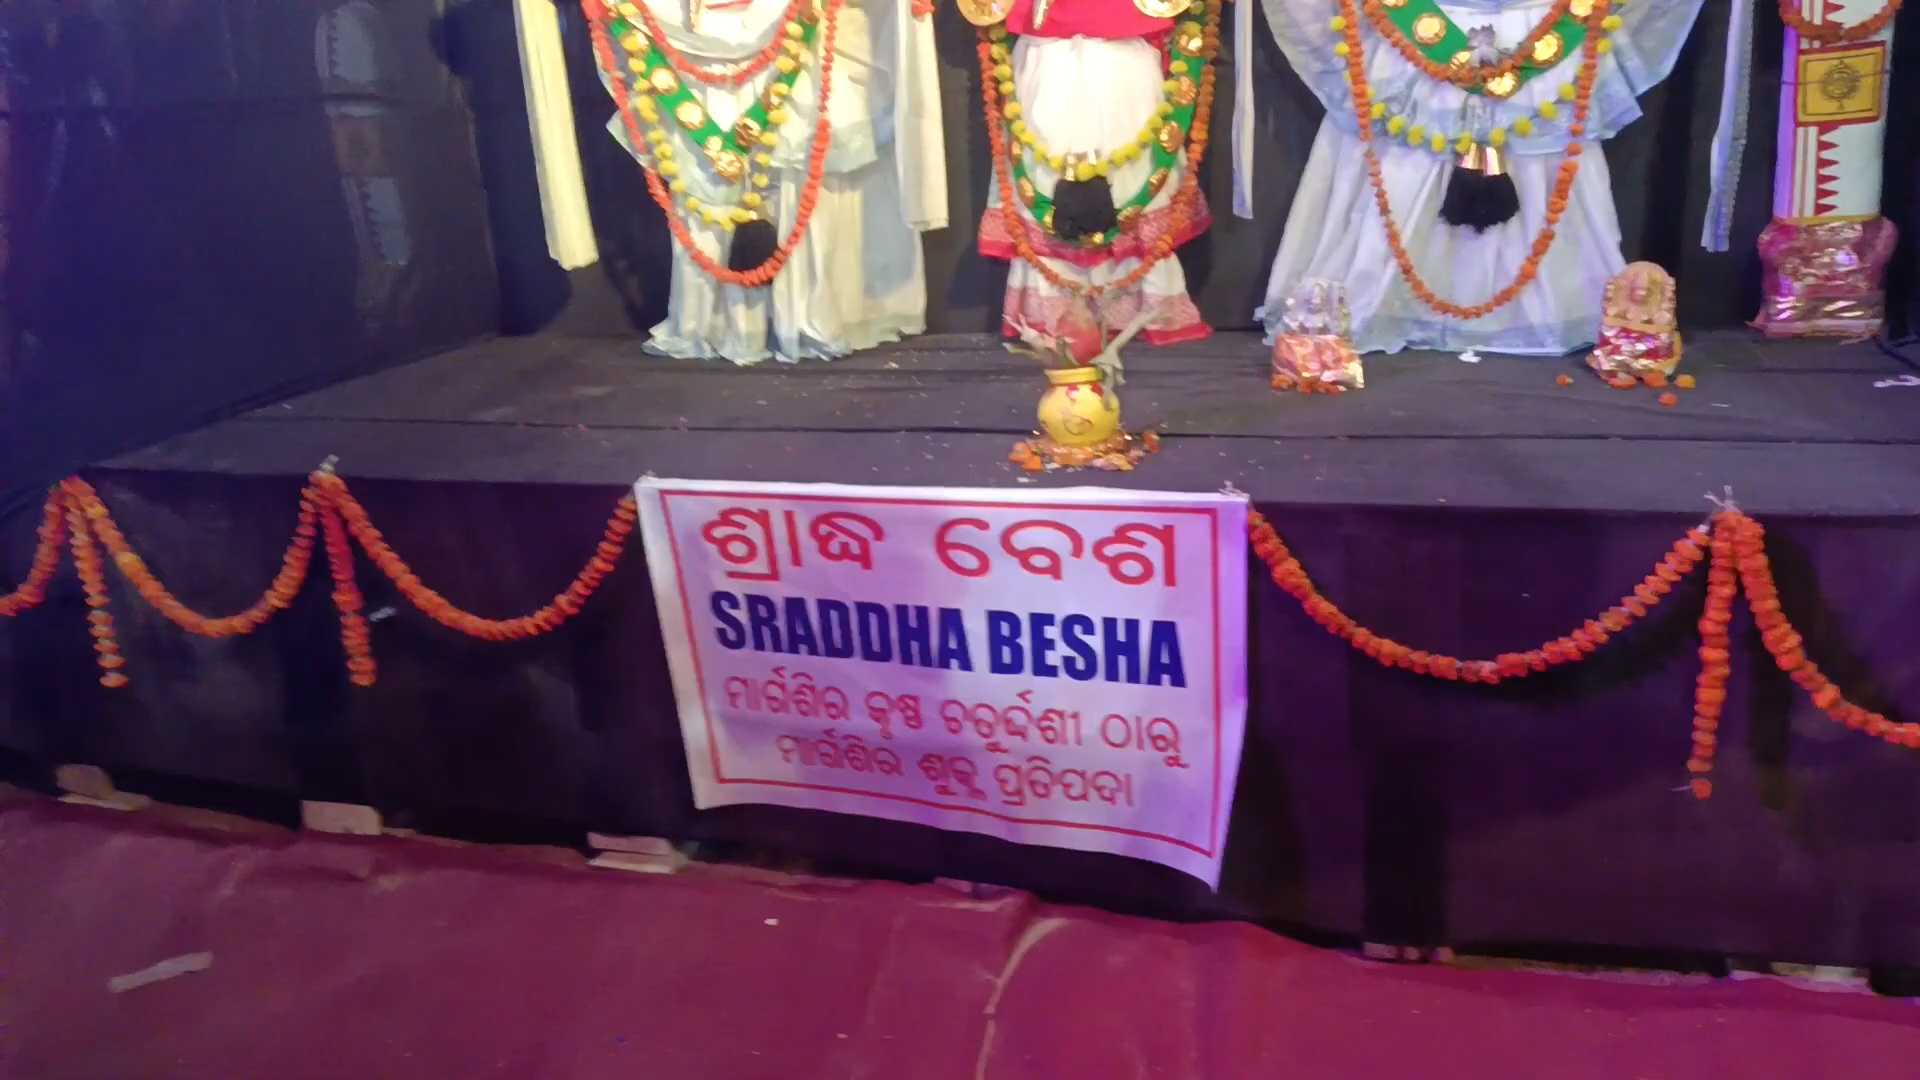 ଶ୍ରାଦ୍ଧ ବେଶ
SRADDHA BESHA
ମାର୍ଗଶିର କୃଷ୍ଣ ଚତୁର୍ଦ୍ଦଶୀ ଠାରୁ
ମାର୍ଗଶିର ଶୁକ୍ଲ ପ୍ରତିପଦା